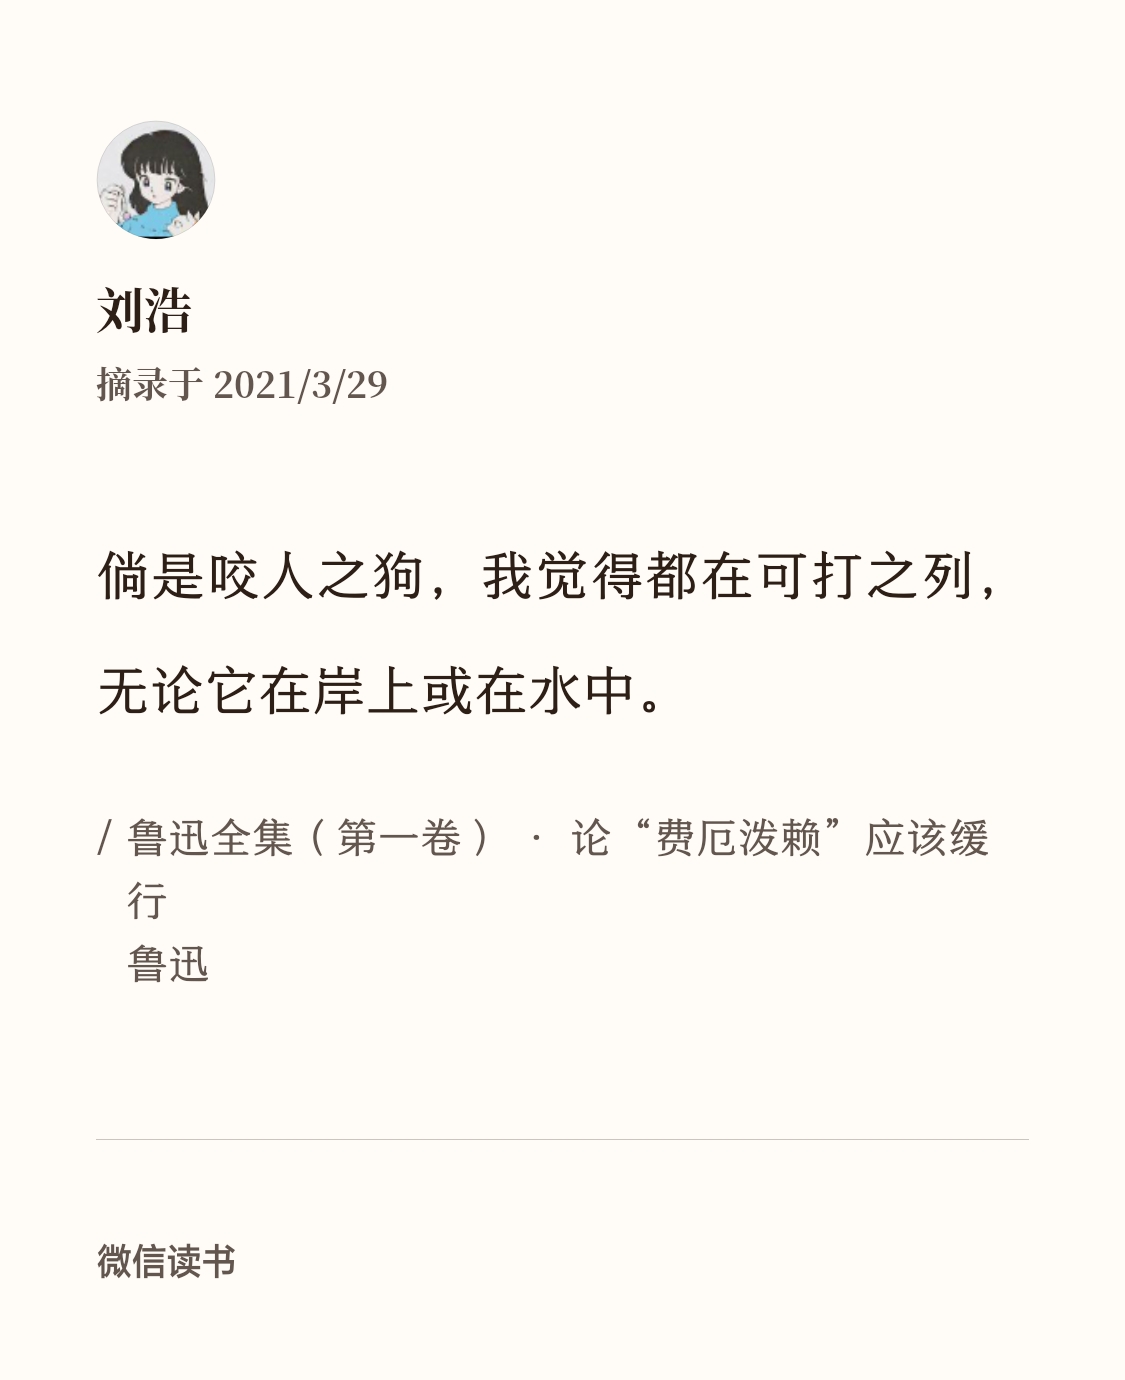 刘浩
摘录于 2021/3/29
倘是咬人之狗，我觉得都在可打之列，
无论它在岸上或在水中。
/ 鲁迅全集（第一卷） · 论“费厄泼赖”应该缓
行
鲁迅
微信读书